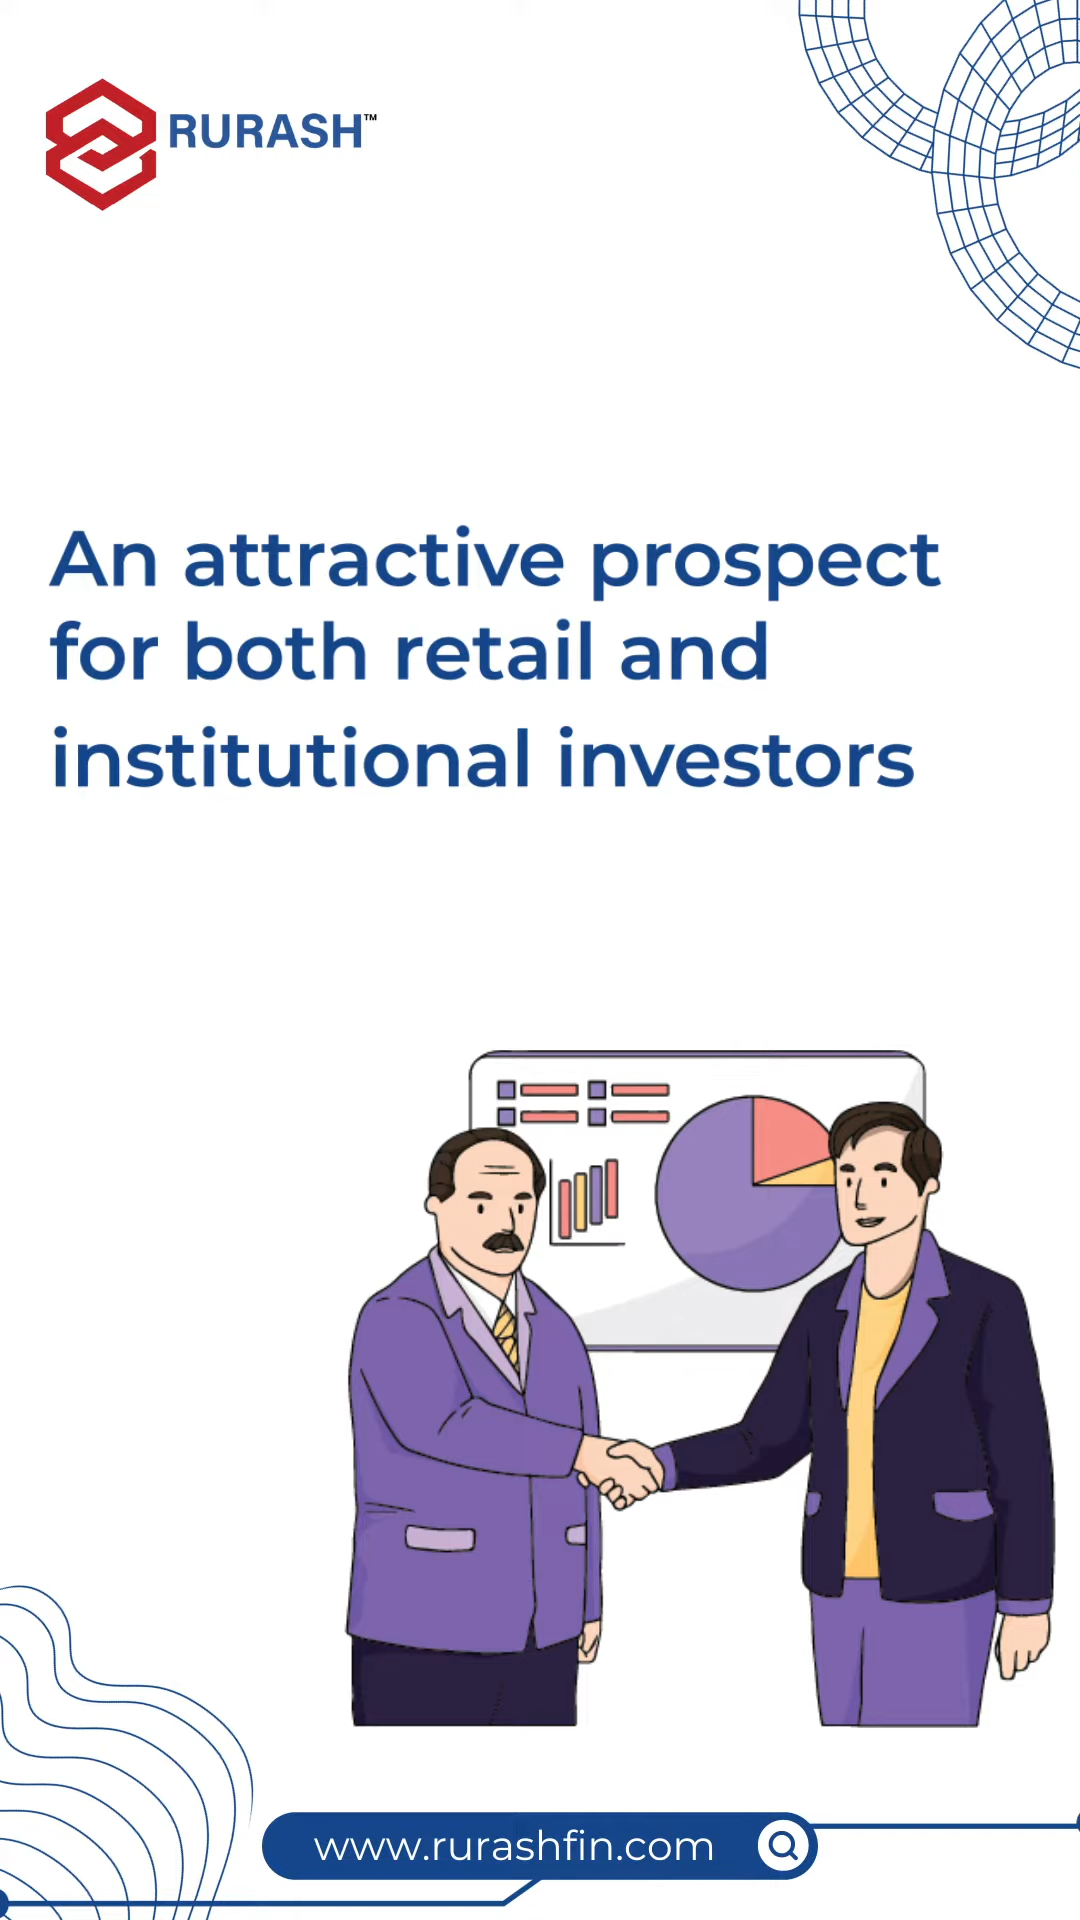 RURASH™
An attractive prospect
for both retail and
institutional investors
www.rurashfin.com